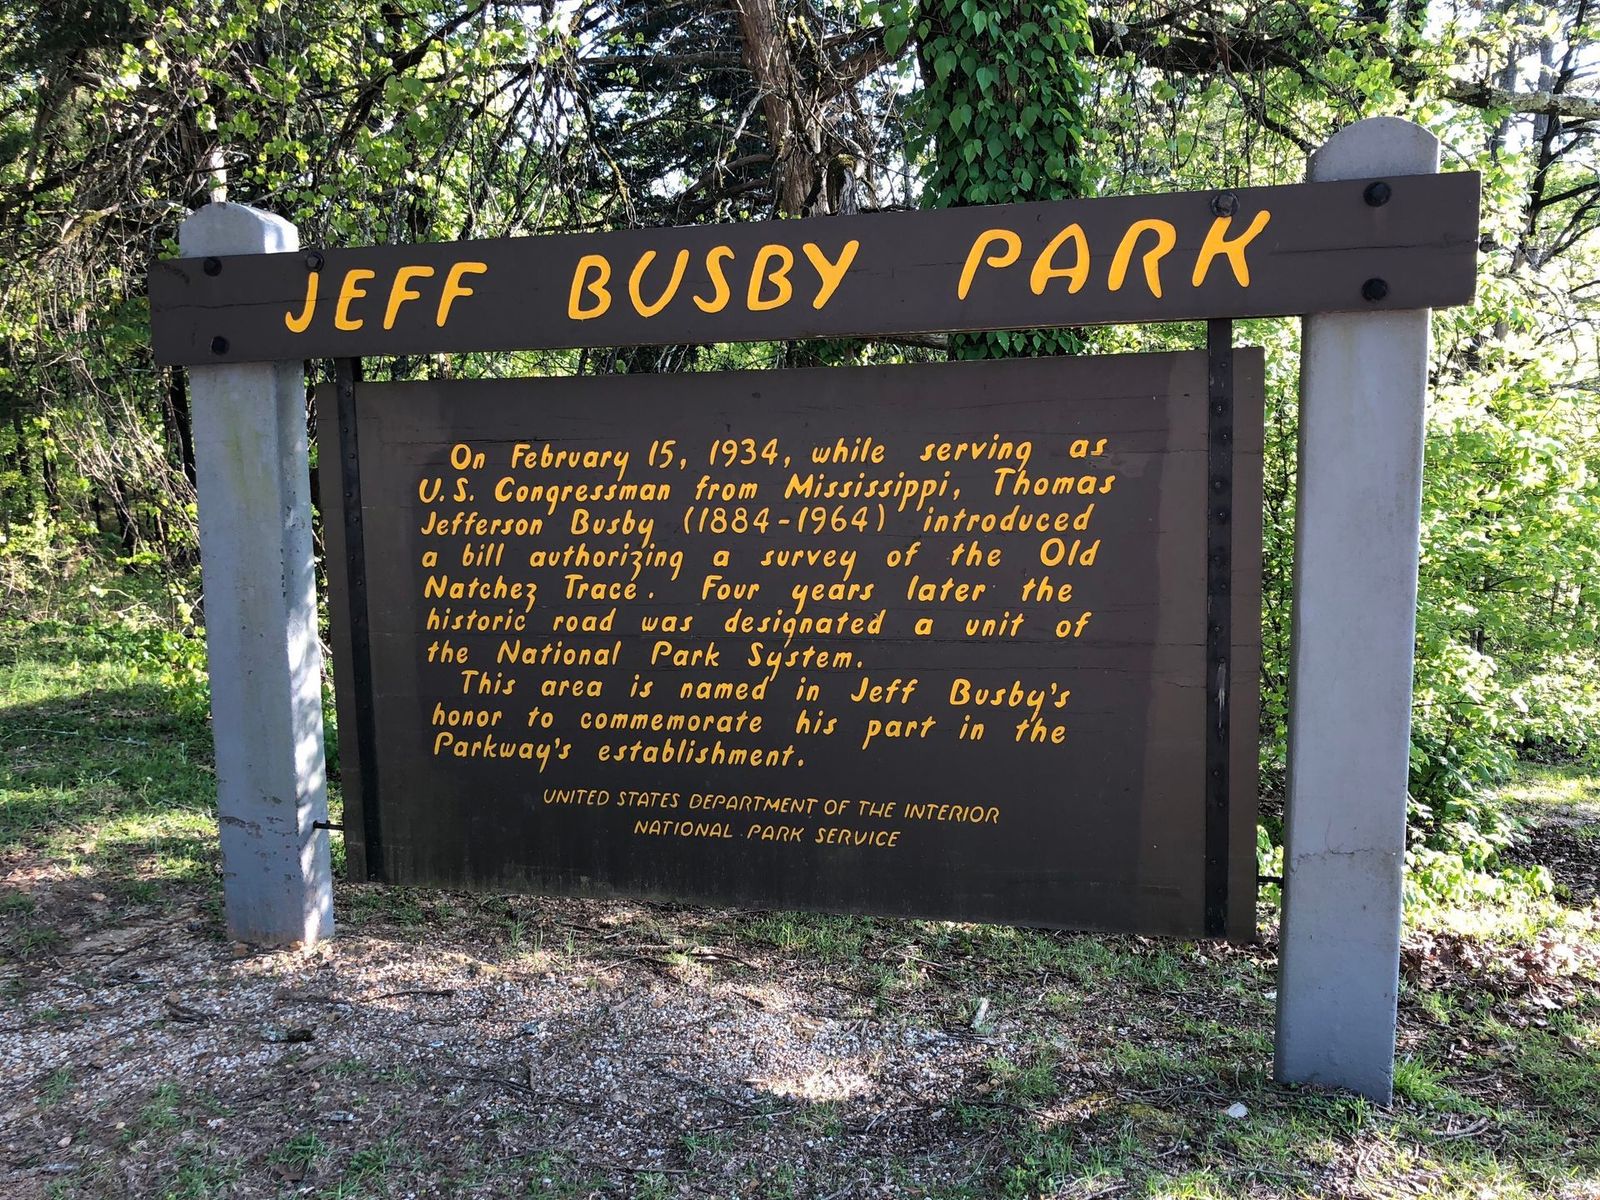 JEFF BUSBY PARK
On February 15, 1934, while serving as
U.S. Congressman from Mississippi, Thomas
Jefferson Busby (1884-1964) introduced
a bill authorizing a survey of the Old
Natchez Trace. Four years later the
historic road was designated a unit of
the National Park System.
This area is named in Jeff Busby's
honor to commemorate his part in the
Parkway's establishment.
UNITED STATES DEPARTMENT OF THE INTERIOR
NATIONAL PARK SERVICE